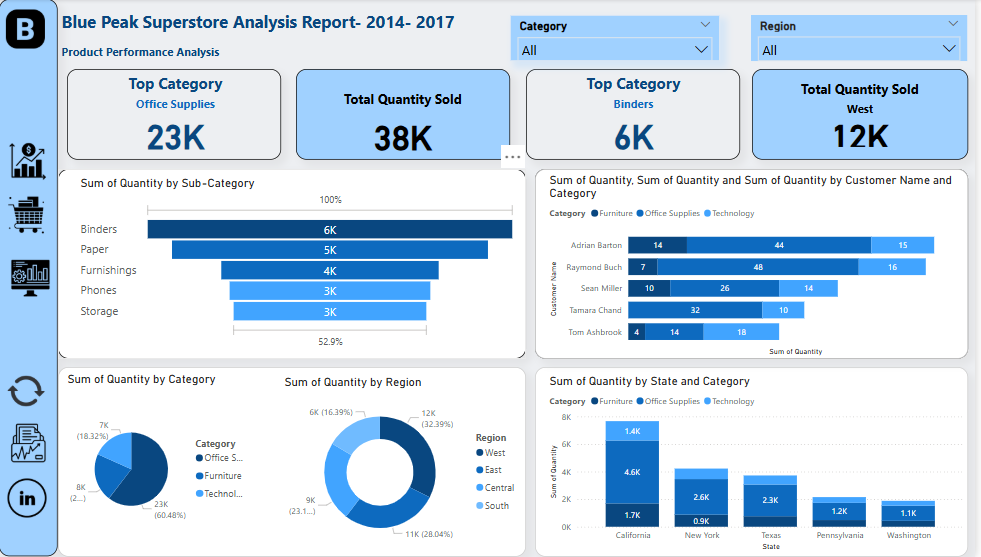 B
Blue Peak Superstore Analysis Report- 2014- 2017
Product Performance Analysis
Category
All
Region
All
Top Category
Office Supplies
23K
Total Quantity Sold
38K
Top Category
Binders
6K
Total Quantity Sold
West
12K
Sum of Quantity by Sub-Category
100%
Binders 6K
Paper 5K
Furnishings 4K
Phones 3K
Storage 3K
52.9%
Sum of Quantity, Sum of Quantity and Sum of Quantity by Customer Name and
Category
Category Furniture Office Supplies Technology
Customer Name
Adrian Barton 14 44 15
Raymond Buch 7 48 16
Sean Miller 10 26 14
Tamara Chand 32 10
Tom Ashbrook 4 14 18
Sum of Quantity
Sum of Quantity by Category
7K
(18.32%)
8K
(2...)
23K
(60.48%)
Category
Office S...
Furniture
Technol...
Sum of Quantity by Region
6K (16.39%)
12K
(32.39%)
9K
(23.1...)
11K (28.04%)
Region
West
East
Central
South
Sum of Quantity by State and Category
Category Furniture Office Supplies Technology
Sum of Quantity
8K
6K
4K
2K
0K
1.4K
4.6K
1.7K
2.6K
0.9K
2.3K
1.2K
1.1K
California New York Texas Pennsylvania Washington
State
in